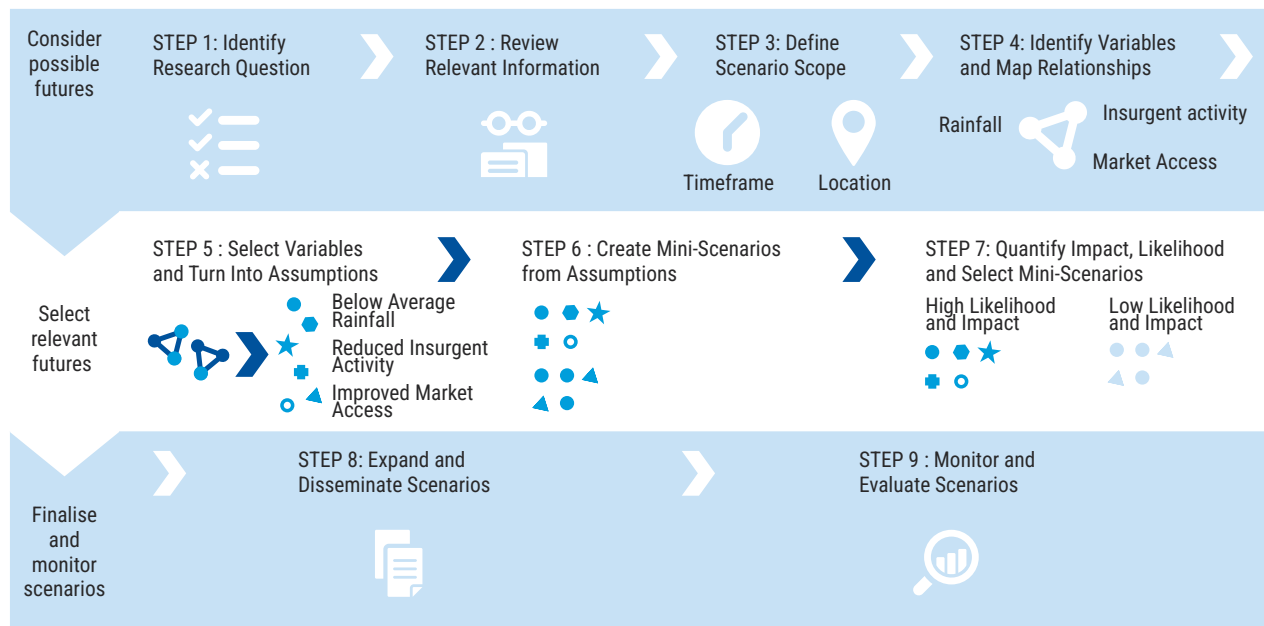 Consider
possible
futures
STEP 1: Identify
Research Question
STEP 2 : Review
Relevant Information
STEP 3: Define
Scenario Scope
Timeframe
Location
STEP 4: Identify Variables
and Map Relationships
Rainfall
Insurgent activity
Market Access
Select
relevant
futures
STEP 5 : Select Variables
and Turn Into Assumptions
Below Average
Rainfall
Reduced Insurgent
Activity
Improved Market
Access
STEP 6 : Create Mini-Scenarios
from Assumptions
STEP 7: Quantify Impact, Likelihood
and Select Mini-Scenarios
High Likelihood
and Impact
Low Likelihood
and Impact
Finalise
and
monitor
scenarios
STEP 8: Expand and
Disseminate Scenarios
STEP 9 : Monitor and
Evaluate Scenarios